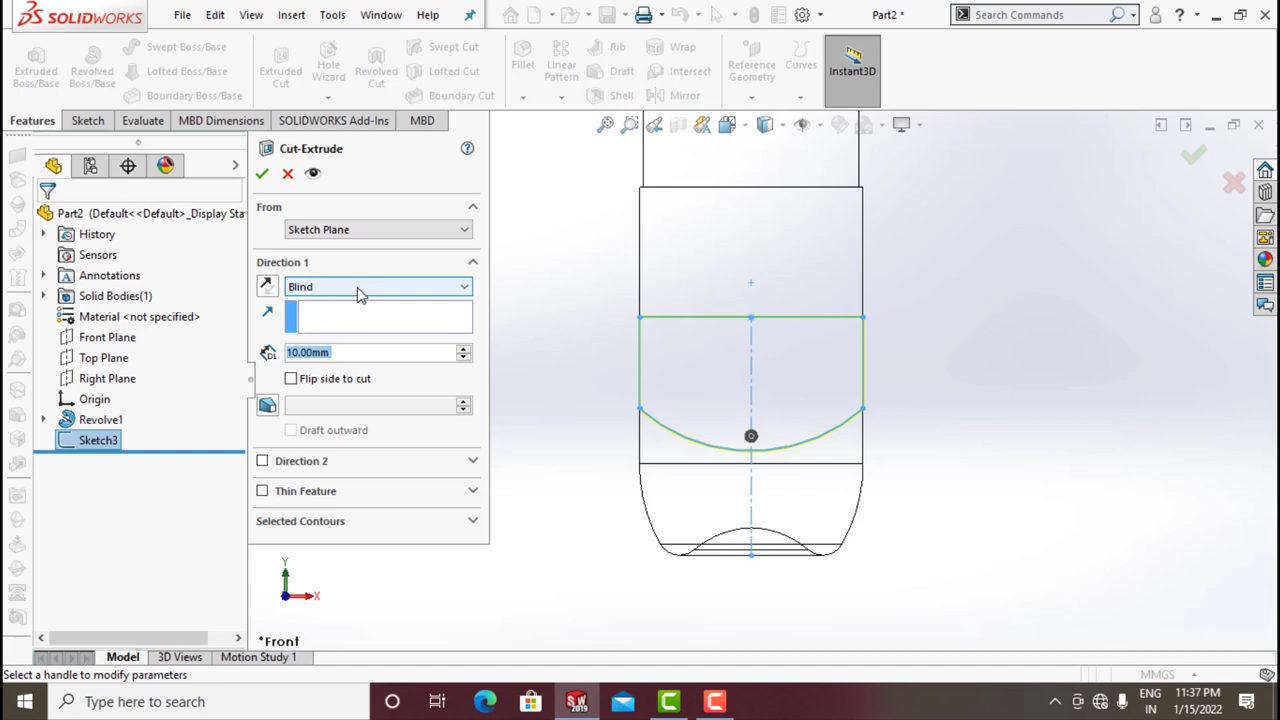 SOLIDWORKS File Edit View Insert Tools Window Help Part2 * Search Commands
Extruded Boss/Base
Revolved Boss/Base
Swept Boss/Base
Lofted Boss/Base
Boundary Boss/Base
Extruded Cut
Hole Wizard
Revolved Cut
Swept Cut
Lofted Cut
Boundary Cut
Fillet
Linear Pattern
Rib
Draft
Shell
Wrap
Intersect
Mirror
Reference Geometry
Curves
Instant3D
Features Sketch Evaluate MBD Dimensions SOLIDWORKS Add-Ins MBD
Part2 (Default<<Default>_Display Sta
History
Sensors
Annotations
Solid Bodies(1)
Material <not specified>
Front Plane
Top Plane
Right Plane
Origin
Revolve1
Sketch3
Cut-Extrude
From
Sketch Plane
Direction 1
Blind
D1
10.00mm
Flip side to cut
Draft outward
Direction 2
Thin Feature
Selected Contours
Y
X
*Front
Model 3D Views Motion Study 1
Select a handle to modify parameters MMGS
Type here to search
SW
2019
ENG
IN
11:37 PM
1/15/2022